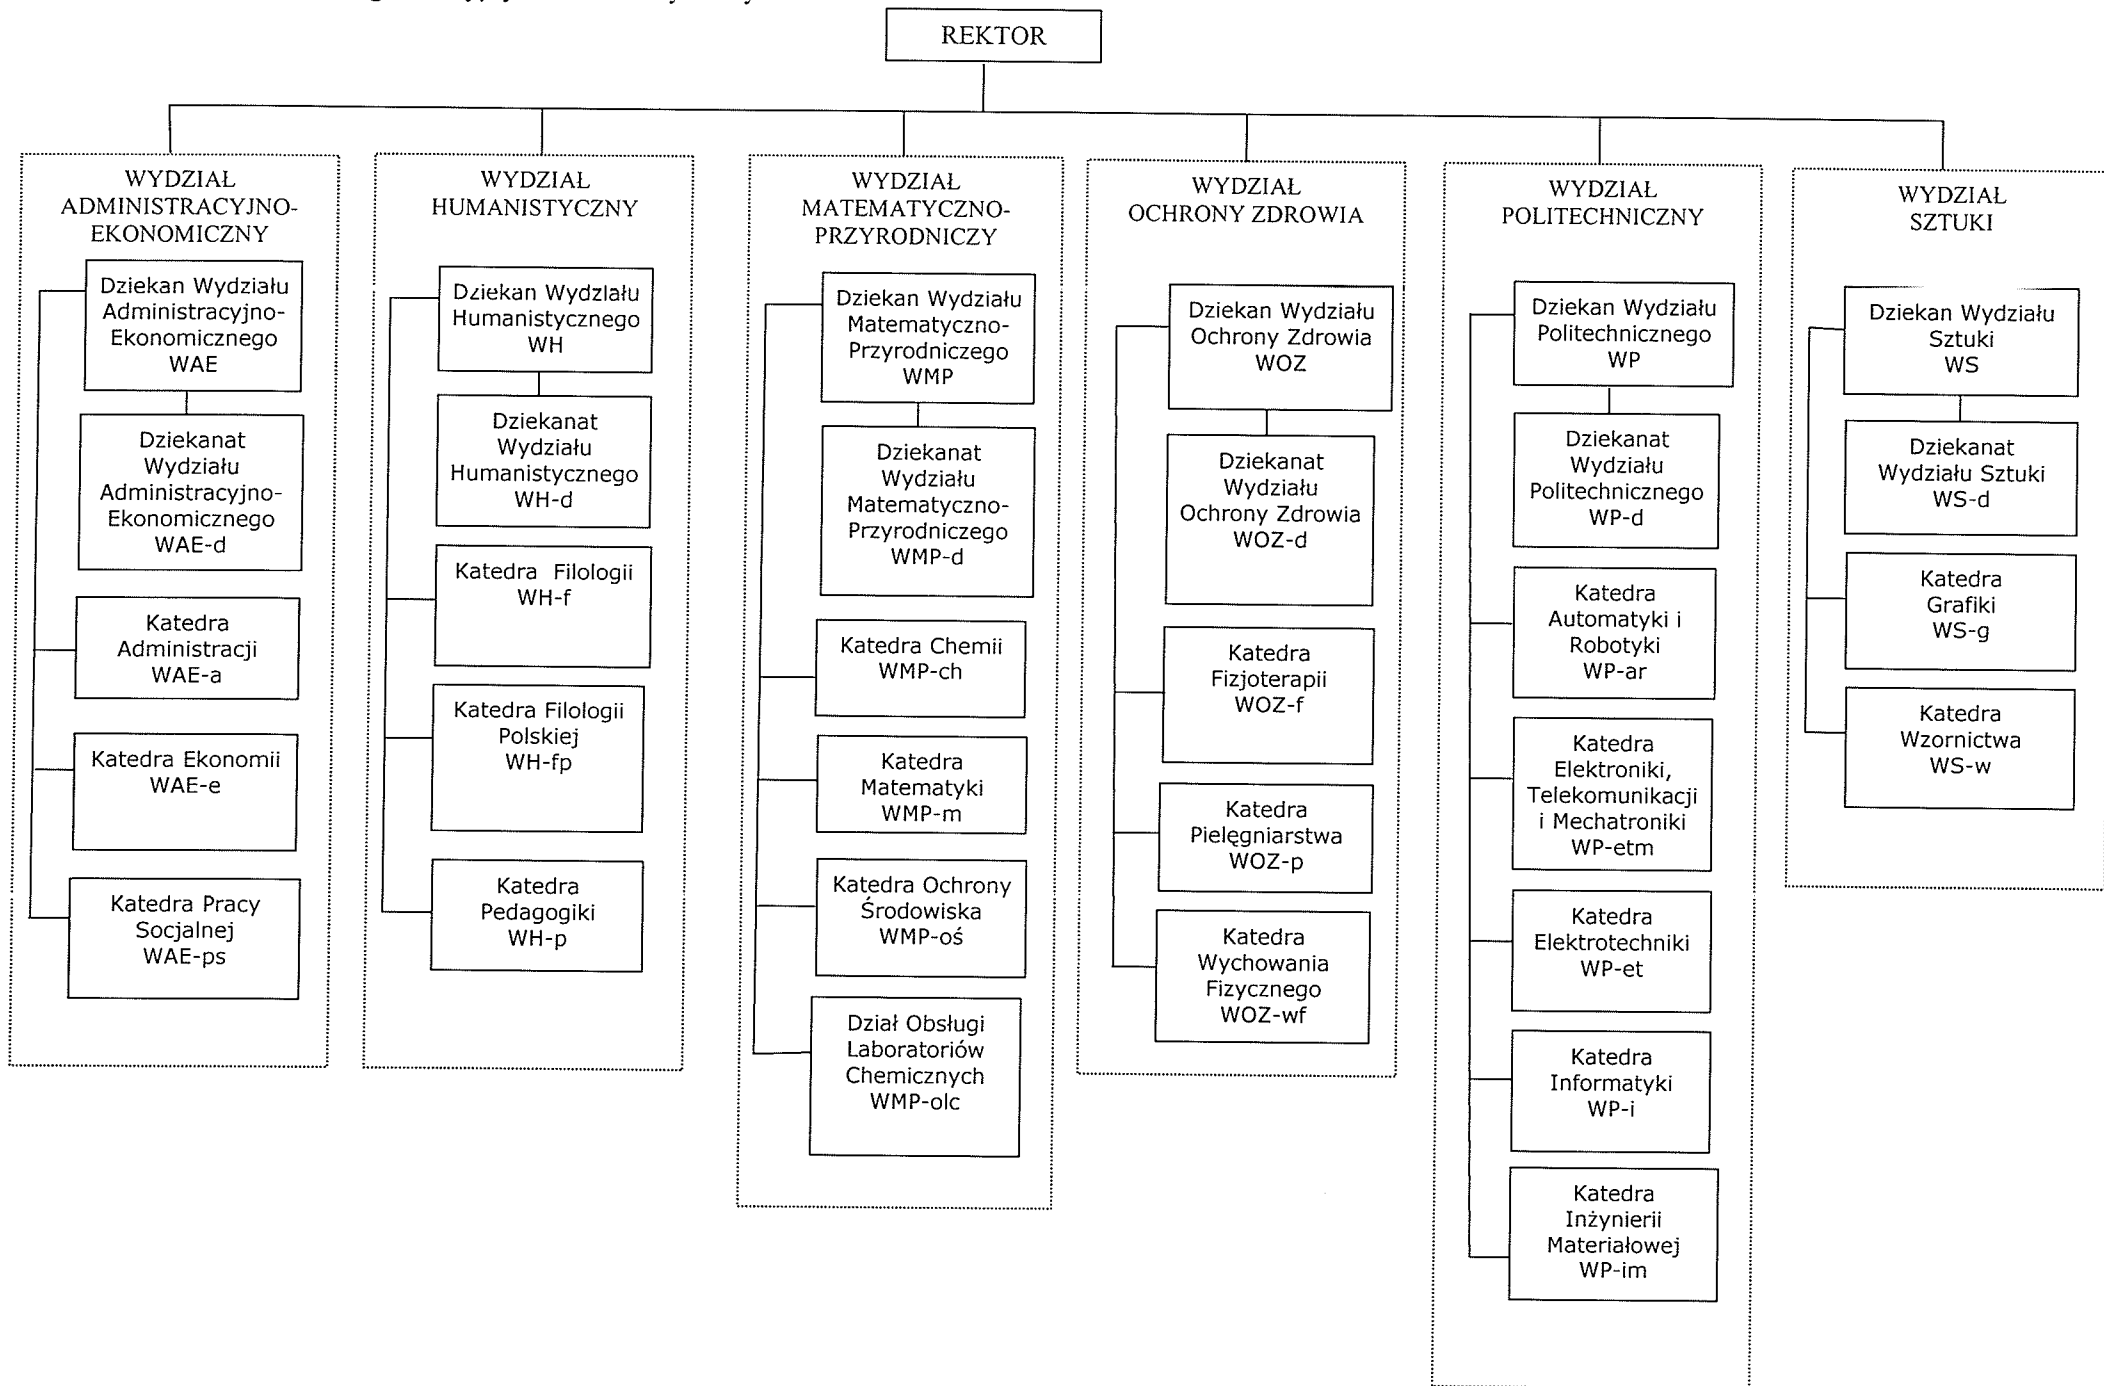 REKTOR
WYDZIAŁ
ADMINISTRACYJNO-
EKONOMICZNY
Dziekan Wydziału
Administracyjno-
Ekonomicznego
WAE
Dziekanat
Wydziału
Administracyjno-
Ekonomicznego
WAE-d
Katedra
Administracji
WAE-a
Katedra Ekonomii
WAE-e
Katedra Pracy
Socjalnej
WAE-ps
WYDZIAŁ
HUMANISTYCZNY
Dziekan Wydziału
Humanistycznego
WH
Dziekanat
Wydziału
Humanistycznego
WH-d
Katedra Filologii
WH-f
Katedra Filologii
Polskiej
WH-fp
Katedra
Pedagogiki
WH-p
WYDZIAŁ
MATEMATYCZNO-
PRZYRODNICZY
Dziekan Wydziału
Matematyczno-
Przyrodniczego
WMP
Dziekanat
Wydziału
Matematyczno-
Przyrodniczego
WMP-d
Katedra Chemii
WMP-ch
Katedra
Matematyki
WMP-m
Katedra Ochrony
Środowiska
WMP-oś
Dział Obsługi
Laboratoriów
Chemicznych
WMP-olc
WYDZIAŁ
OCHRONY ZDROWIA
Dziekan Wydziału
Ochrony Zdrowia
WOZ
Dziekanat
Wydziału
Ochrony Zdrowia
WOZ-d
Katedra
Fizjoterapii
WOZ-f
Katedra
Pielęgniarstwa
WOZ-p
Katedra
Wychowania
Fizycznego
WOZ-wf
WYDZIAŁ
POLITECHNICZNY
Dziekan Wydziału
Politechnicznego
WP
Dziekanat
Wydziału
Politechnicznego
WP-d
Katedra
Automatyki i
Robotyki
WP-ar
Katedra
Elektroniki,
Telekomunikacji
i Mechatroniki
WP-etm
Katedra
Elektrotechniki
WP-et
Katedra
Informatyki
WP-i
Katedra
Inżynierii
Materiałowej
WP-im
WYDZIAŁ
SZTUKI
Dziekan Wydziału
Sztuki
WS
Dziekanat
Wydziału Sztuki
WS-d
Katedra
Grafiki
WS-g
Katedra
Wzornictwa
WS-w